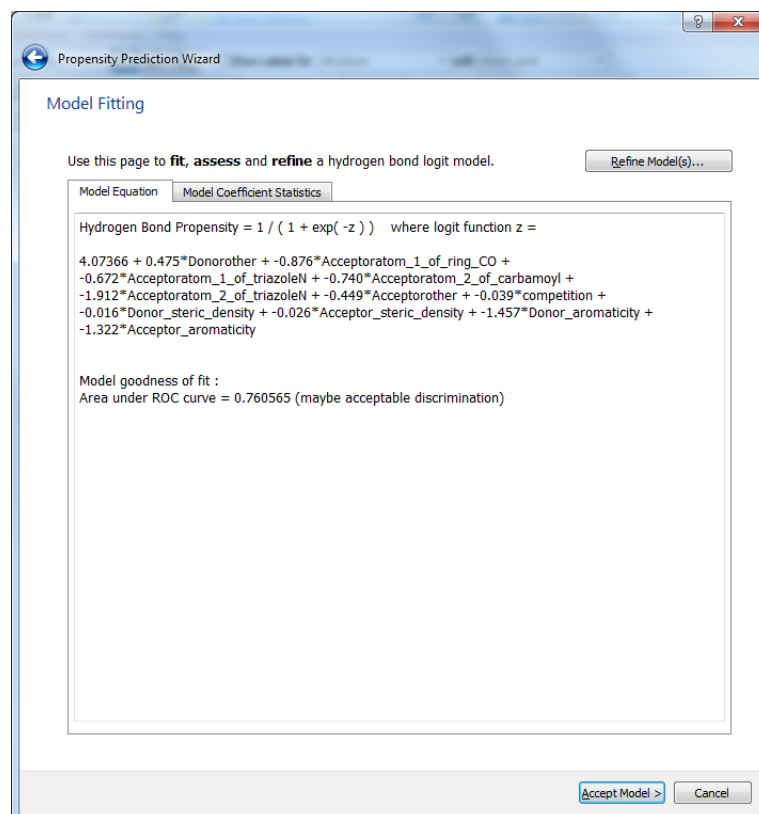 Propensity Prediction Wizard
Model Fitting
Use this page to fit, assess and refine a hydrogen bond logit model.
Refine Model(s)...
Model Equation
Model Coefficient Statistics
Hydrogen Bond Propensity = 1 / ( 1 + exp( -z ) ) where logit function z =
4.07366 + 0.475*Donorother + -0.876*Acceptoratom_1_of_ring_CO +
-0.672*Acceptoratom_1_of_triazoleN + -0.740*Acceptoratom_2_of_carbamoyl +
-1.912*Acceptoratom_2_of_triazoleN + -0.449*Acceptorother + -0.039*competition +
-0.016*Donor_steric_density + -0.026*Acceptor_steric_density + -1.457*Donor_aromaticity +
-1.322*Acceptor_aromaticity
Model goodness of fit :
Area under ROC curve = 0.760565 (maybe acceptable discrimination)
Accept Model >
Cancel